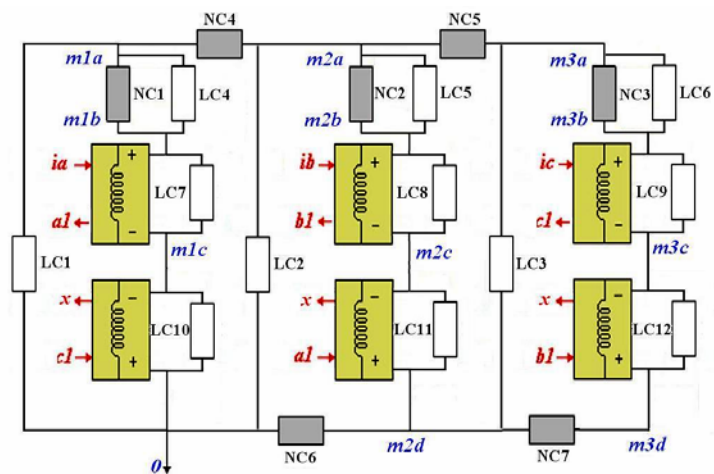 NC4 NC5
m1a m2a m3a
NC1 LC4 NC2 LC5 NC3 LC6
m1b m2b m3b
ia + ib + ic +
LC7 LC8 LC9
a1 − b1 − c1 −
m1c m2c m3c
LC1 LC2 LC3
x − x − x −
LC10 LC11 LC12
c1 + a1 + b1 +
0 NC6 m2d NC7 m3d